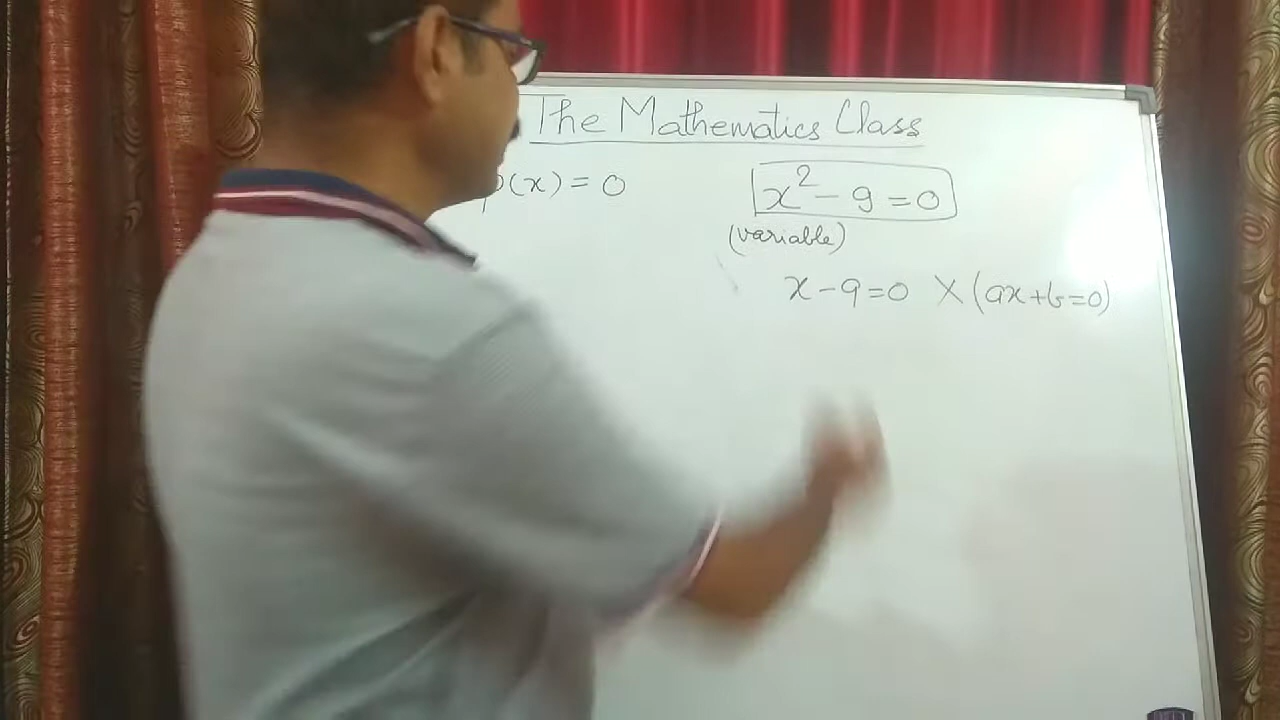 The Mathematics Class
p(x) = 0
x² - 9 = 0
(variable)
x - 9 = 0 × (ax + b = 0)